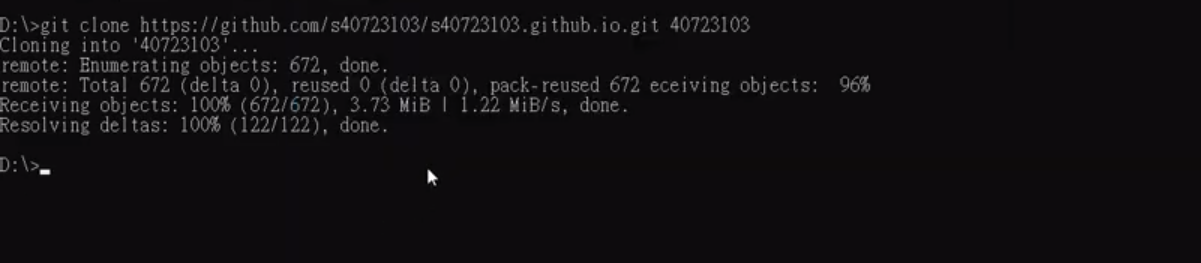 D:\>git clone https://github.com/s40723103/s40723103.github.io.git 40723103
Cloning into '40723103'...
remote: Enumerating objects: 672, done.
remote: Total 672 (delta 0), reused 0 (delta 0), pack-reused 672 eceiving objects:  96%
Receiving objects: 100% (672/672), 3.73 MiB | 1.22 MiB/s, done.
Resolving deltas: 100% (122/122), done.
D:\>